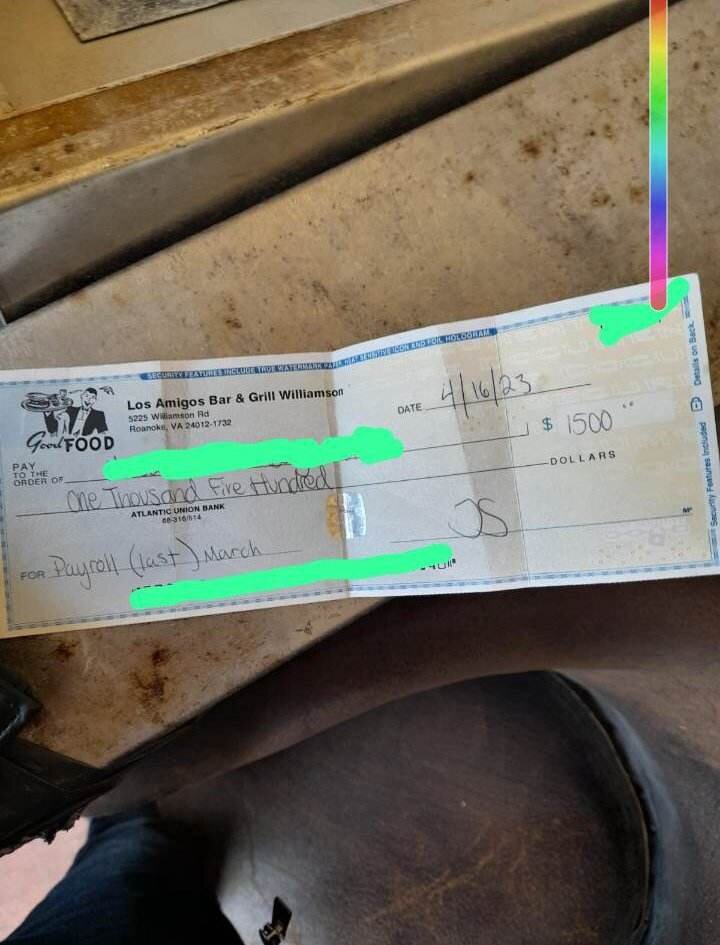 SECURITY FEATURES INCLUDE TRUE WATERMARK PAPER, HEAT SENSITIVE ICON AND FOIL HOLOGRAM
Good FOOD
Los Amigos Bar & Grill Williamson
5225 Williamson Rd
Roanoke, VA 24012-1732
DATE 4/16/23
PAY
TO THE
ORDER OF
$ 1500
One Thousand Five Hundred DOLLARS
ATLANTIC UNION BANK
68-316/514
FOR Payroll (last) March
JS
MP
Security Features Included Details on Back.